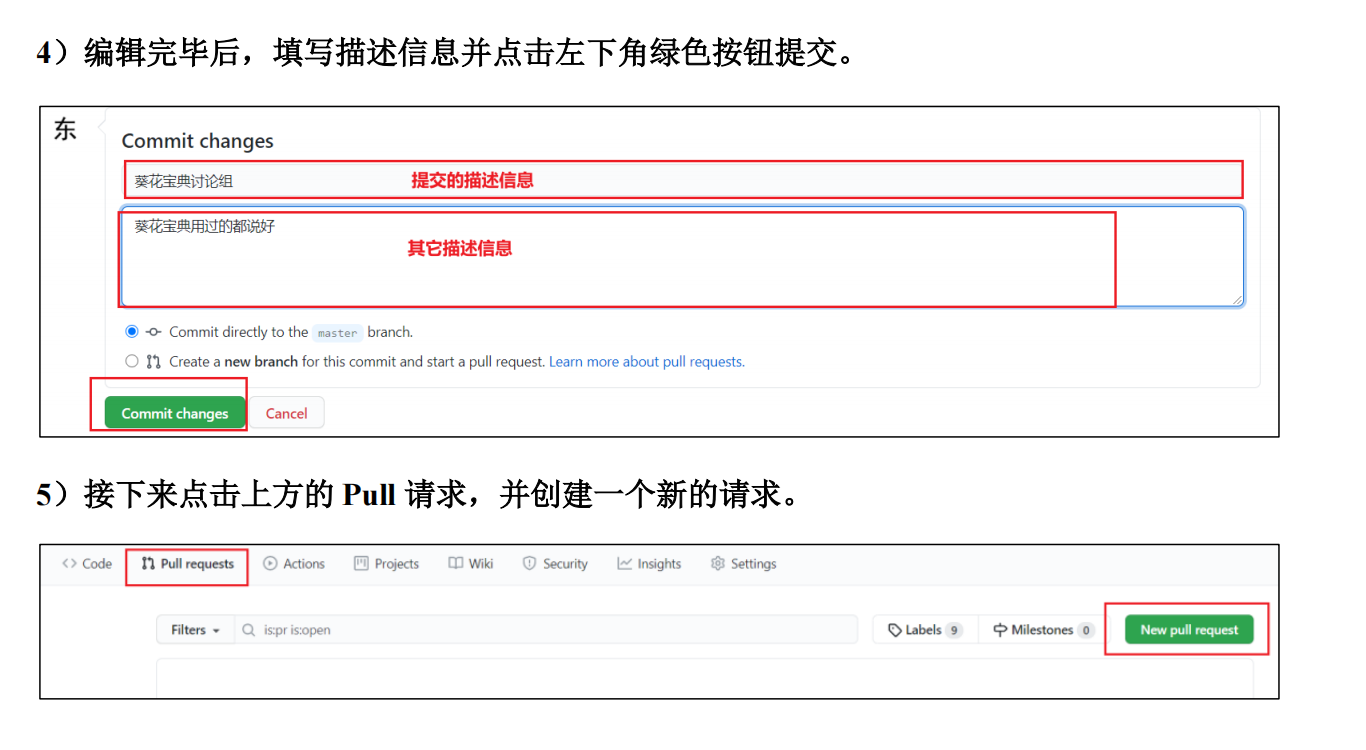 4）编辑完毕后，填写描述信息并点击左下角绿色按钮提交。
东
Commit changes
葵花宝典讨论组 提交的描述信息
葵花宝典用过的都说好
其它描述信息
Commit directly to the master branch.
Create a new branch for this commit and start a pull request. Learn more about pull requests.
Commit changes Cancel
5）接下来点击上方的 Pull 请求，并创建一个新的请求。
Code Pull requests Actions Projects Wiki Security Insights Settings
Filters is:pr is:open Labels 9 Milestones 0 New pull request